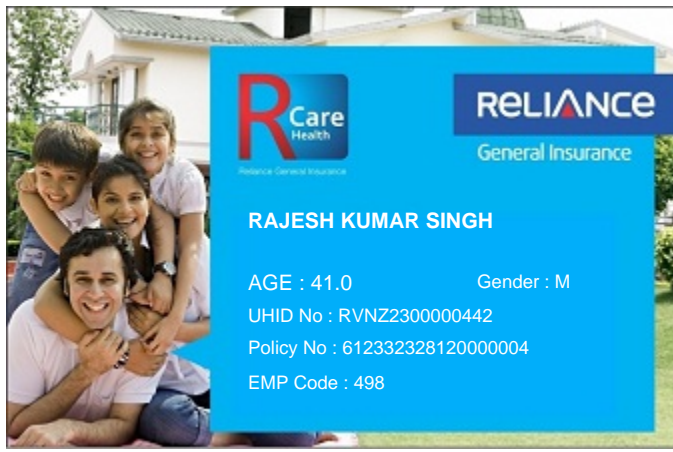 R Care
Health
Reliance General Insurance
RELIANCE
General Insurance
RAJESH KUMAR SINGH
AGE : 41.0 Gender : M
UHID No : RVNZ2300000442
Policy No : 612332328120000004
EMP Code : 498